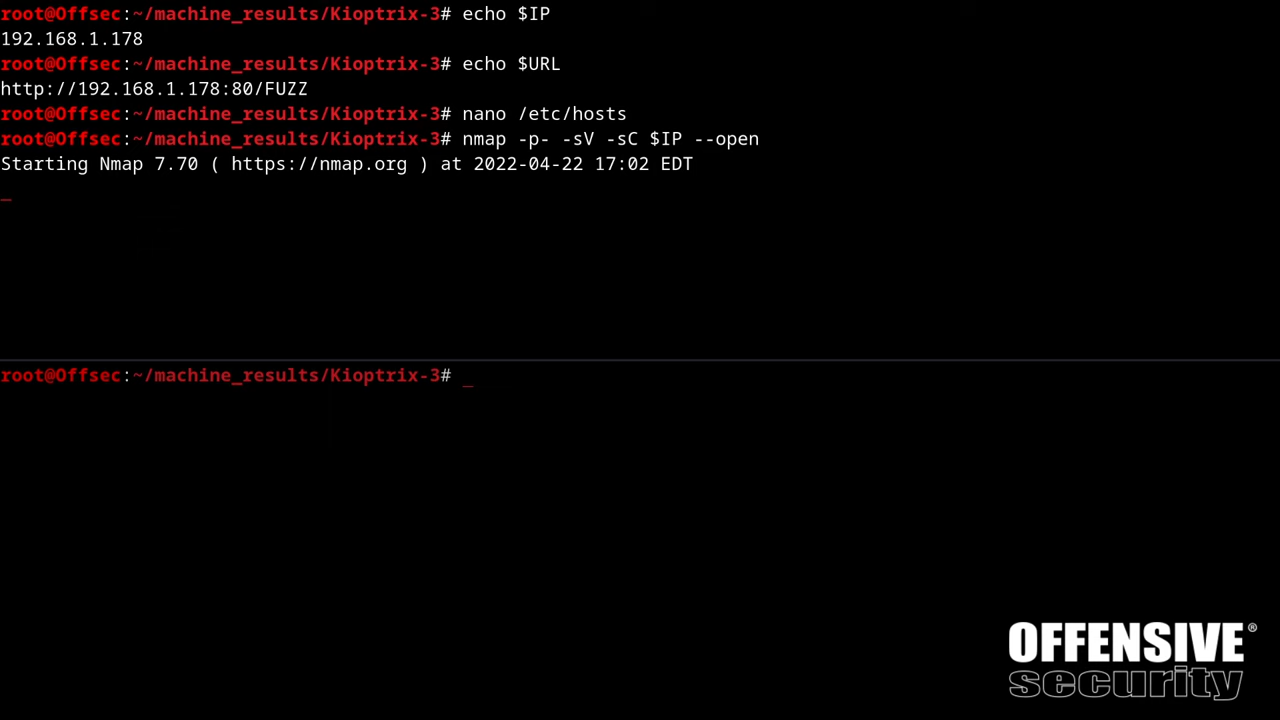 root@Offsec:~/machine_results/Kioptrix-3# echo $IP
192.168.1.178
root@Offsec:~/machine_results/Kioptrix-3# echo $URL
http://192.168.1.178:80/FUZZ
root@Offsec:~/machine_results/Kioptrix-3# nano /etc/hosts
root@Offsec:~/machine_results/Kioptrix-3# nmap -p- -sV -sC $IP --open
Starting Nmap 7.70 ( https://nmap.org ) at 2022-04-22 17:02 EDT
_
root@Offsec:~/machine_results/Kioptrix-3# _
OFFENSIVE®
security